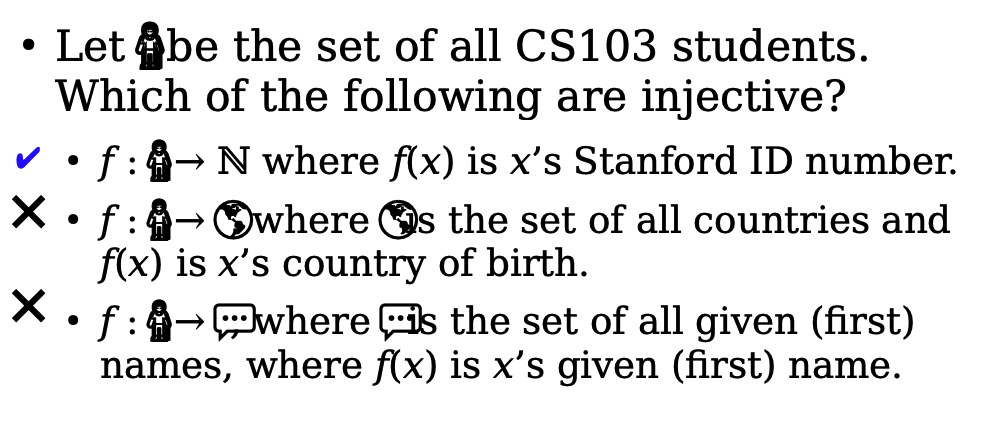 • Let 🧍be the set of all CS103 students.
Which of the following are injective?
✔ • f : 🧍→ ℕ where f(x) is x’s Stanford ID number.
✕ • f : 🧍→ 🌎where 🌎is the set of all countries and
f(x) is x’s country of birth.
✕ • f : 🧍→ 💬where 💬is the set of all given (first)
names, where f(x) is x’s given (first) name.